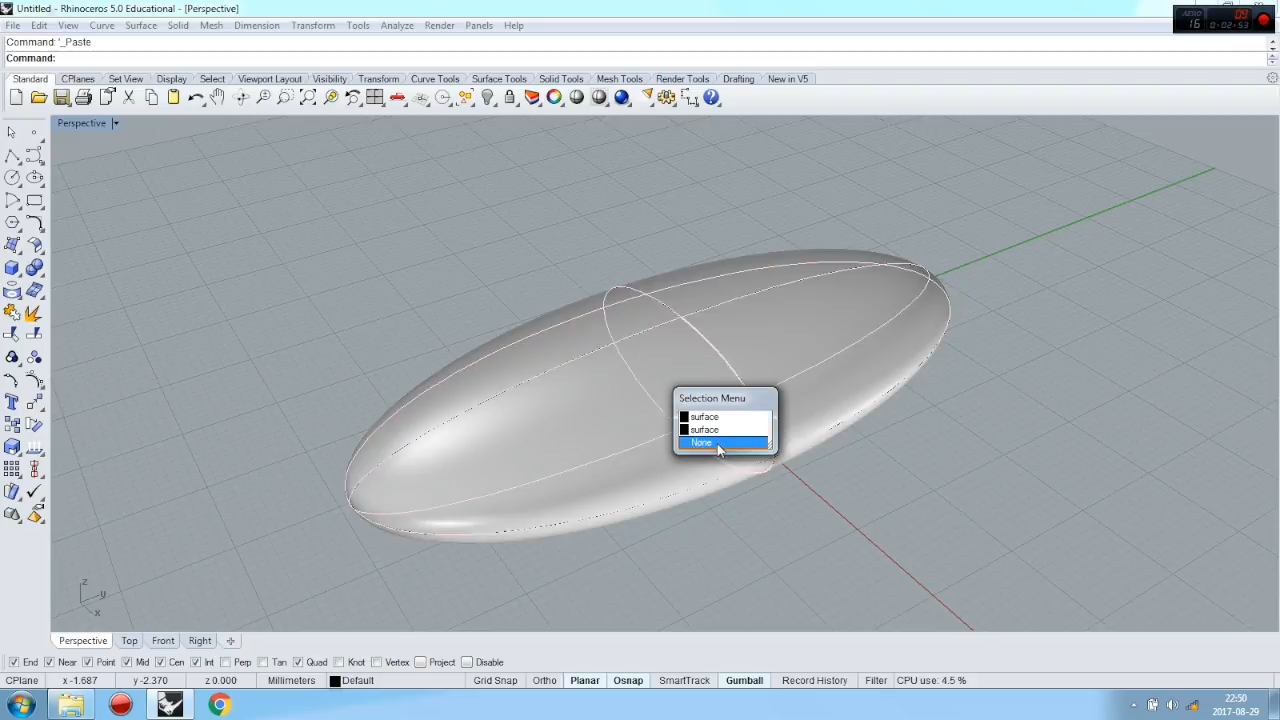 Untitled - Rhinoceros 5.0 Educational - [Perspective]
File Edit View Curve Surface Solid Mesh Dimension Transform Tools Analyze Render Panels Help
16 09 0:02:53
Command: '_Paste
Command:
Standard CPlanes Set View Display Select Viewport Layout Visibility Transform Curve Tools Surface Tools Solid Tools Mesh Tools Render Tools Drafting New in V5
Perspective
Selection Menu
surface
surface
None
z
y
x
Perspective Top Front Right
End Near Point Mid Cen Int Perp Tan Quad Knot Vertex Project Disable
CPlane x -1.687 y -2.370 z 0.000 Millimeters Default Grid Snap Ortho Planar Osnap SmartTrack Gumball Record History Filter CPU use: 4.5 %
22:50
2017-08-29